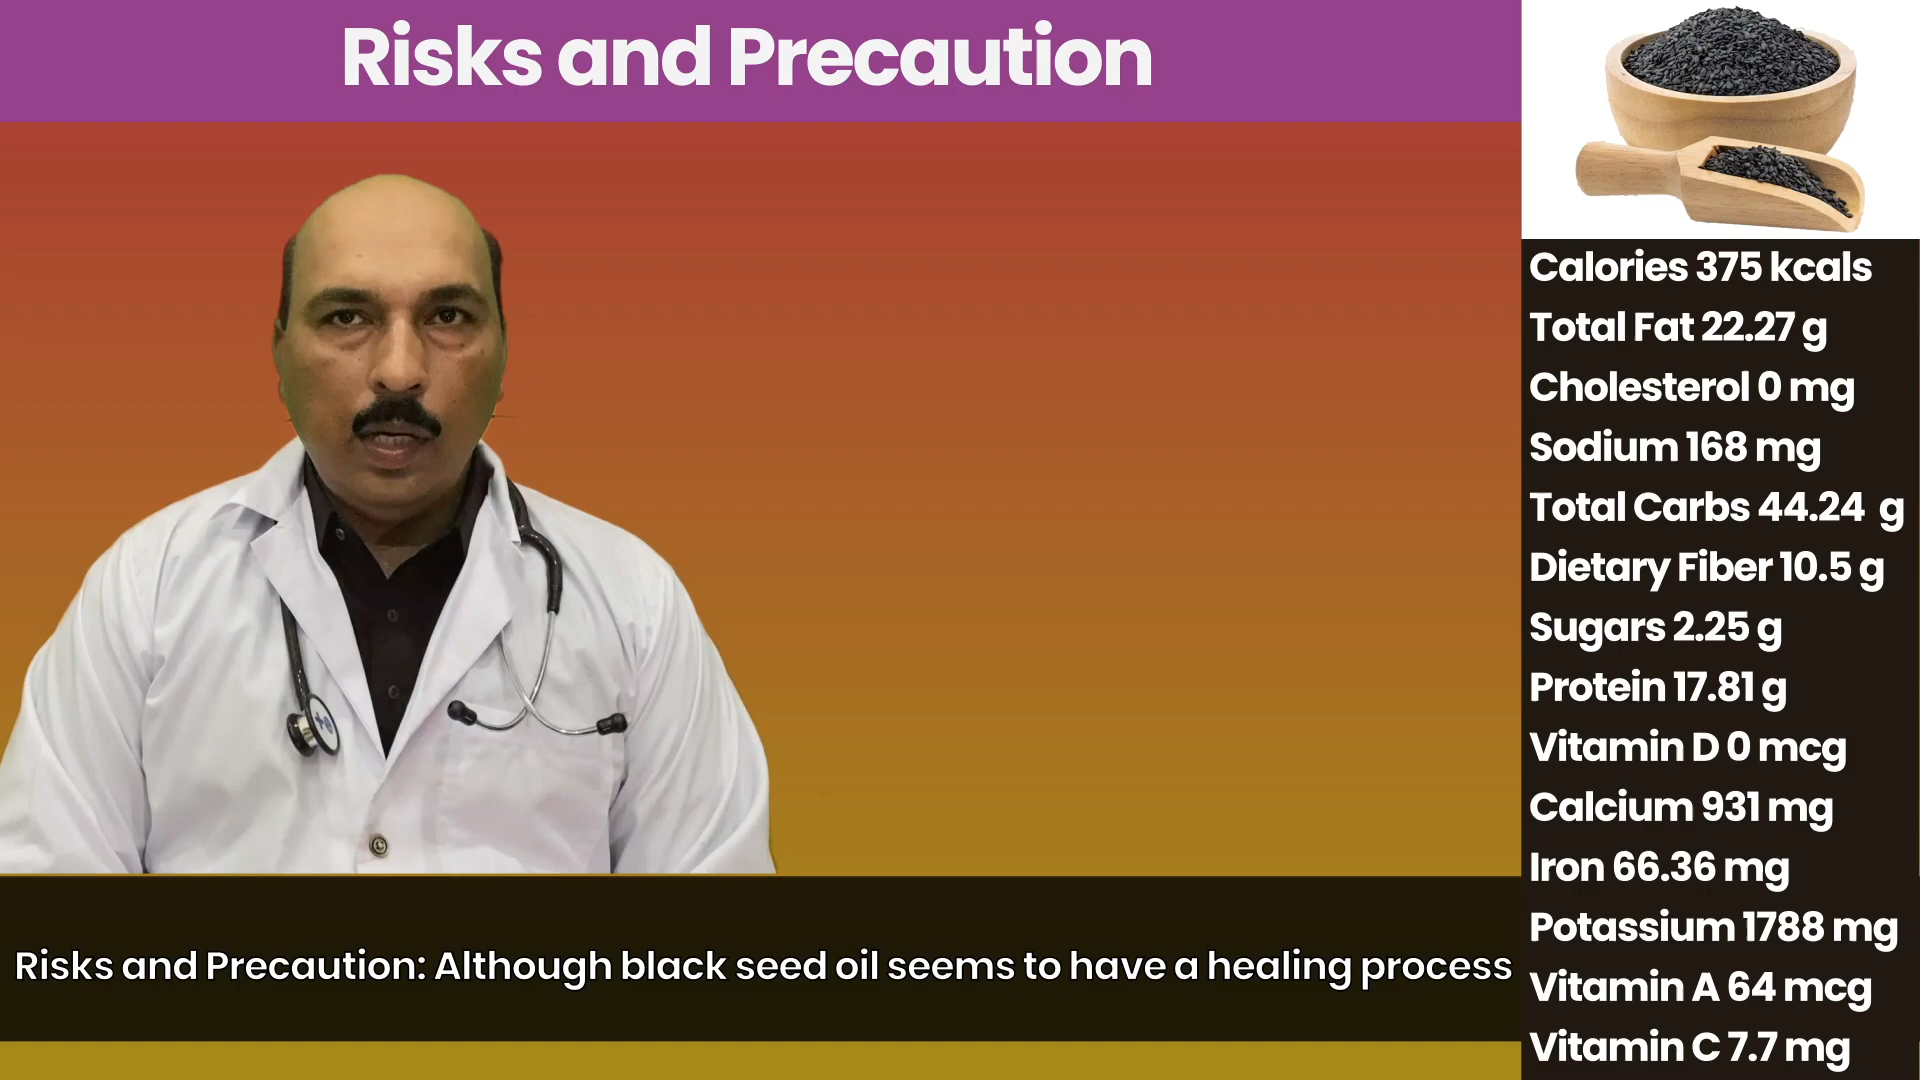 Risks and Precaution
Calories 375 kcals
Total Fat 22.27 g
Cholesterol 0 mg
Sodium 168 mg
Total Carbs 44.24 g
Dietary Fiber 10.5 g
Sugars 2.25 g
Protein 17.81 g
Vitamin D 0 mcg
Calcium 931 mg
Iron 66.36 mg
Potassium 1788 mg
Vitamin A 64 mcg
Vitamin C 7.7 mg
Risks and Precaution: Although black seed oil seems to have a healing process